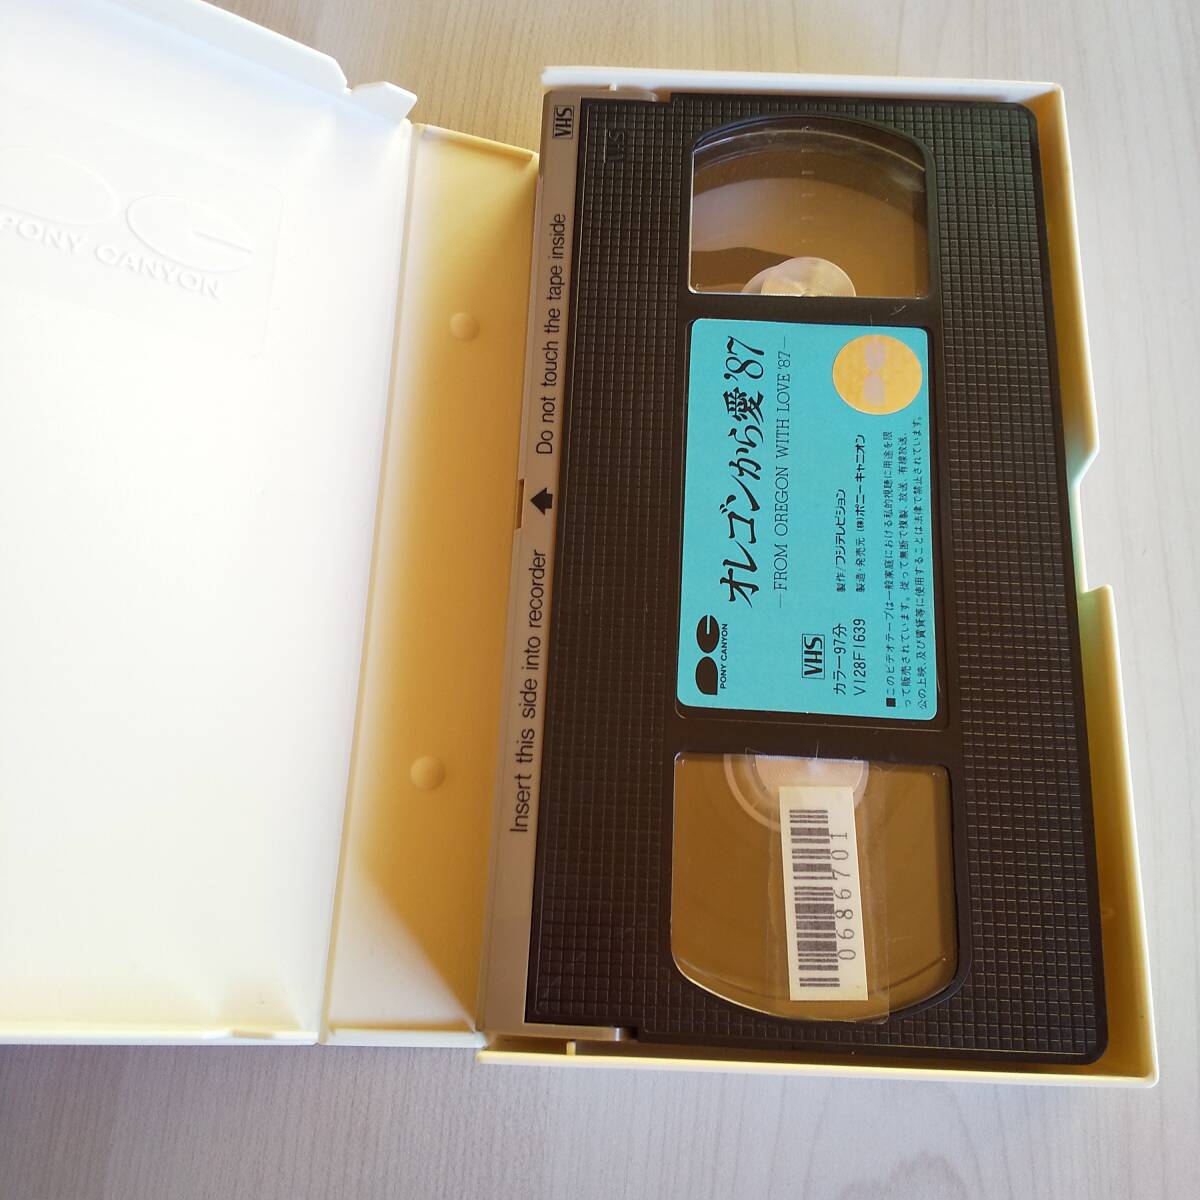 PONY CANYON
VHS
VHS
Do not touch the tape inside
Insert this side into recorder
PONY CANYON
オレゴンから愛'87
—FROM OREGON WITH LOVE '87—
VHS
カラー97分
V128F1639
製作/フジテレビジョン
製造・発売元 (株)ポニーキャニオン
■このビデオテープは一般家庭における私的視聴に用途を限
って販売されています。従って無断で複製、放送、有線放送、
公の上映、及び賃貸等に使用することは法律で禁止されています。
0686701